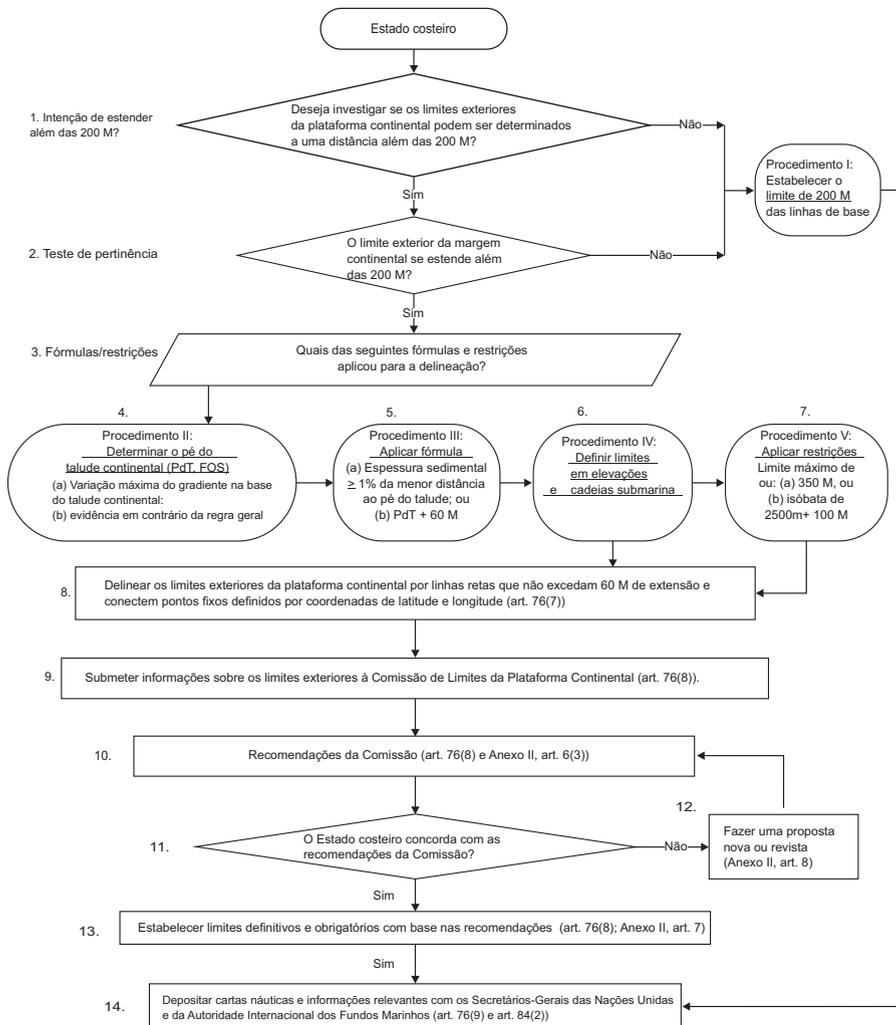 Estado costeiro
1. Intenção de estender
além das 200 M?
Deseja investigar se os limites exteriores
da plataforma continental podem ser determinados
a uma distância além das 200 M?
Não
Procedimento I:
Estabelecer o
limite de 200 M
das linhas de base
Sim
2. Teste de pertinência
O limite exterior da margem
continental se estende além
das 200 M?
Não
Sim
3. Fórmulas/restrições
Quais das seguintes fórmulas e restrições
aplicou para a delineação?
4.
Procedimento II:
Determinar o pé do
talude continental (PdT, FOS)
(a) Variação máxima do gradiente na base
do talude continental:
(b) evidência em contrário da regra geral
5.
Procedimento III:
Aplicar fórmula
(a) Espessura sedimental
≥ 1% da menor distância
ao pé do talude; ou
(b) PdT + 60 M
6.
Procedimento IV:
Definir limites
em elevações
e cadeias submarina
7.
Procedimento V:
Aplicar restrições
Limite máximo de
ou: (a) 350 M, ou
(b) isóbata de
2500m+ 100 M
8.
Delinear os limites exteriores da plataforma continental por linhas retas que não excedam 60 M de extensão e
conectem pontos fixos definidos por coordenadas de latitude e longitude (art. 76(7))
9.
Submeter informações sobre os limites exteriores à Comissão de Limites da Plataforma Continental (art. 76(8)).
10.
Recomendações da Comissão (art. 76(8) e Anexo II, art. 6(3))
11.
O Estado costeiro concorda com as
recomendações da Comissão?
Não
12.
Fazer uma proposta
nova ou revista
(Anexo II, art. 8)
Sim
13.
Estabelecer limites definitivos e obrigatórios com base nas recomendações (art. 76(8); Anexo II, art. 7)
Sim
14.
Depositar cartas náuticas e informações relevantes com os Secretários-Gerais das Nações Unidas
e da Autoridade Internacional dos Fundos Marinhos (art. 76(9) e art. 84(2))